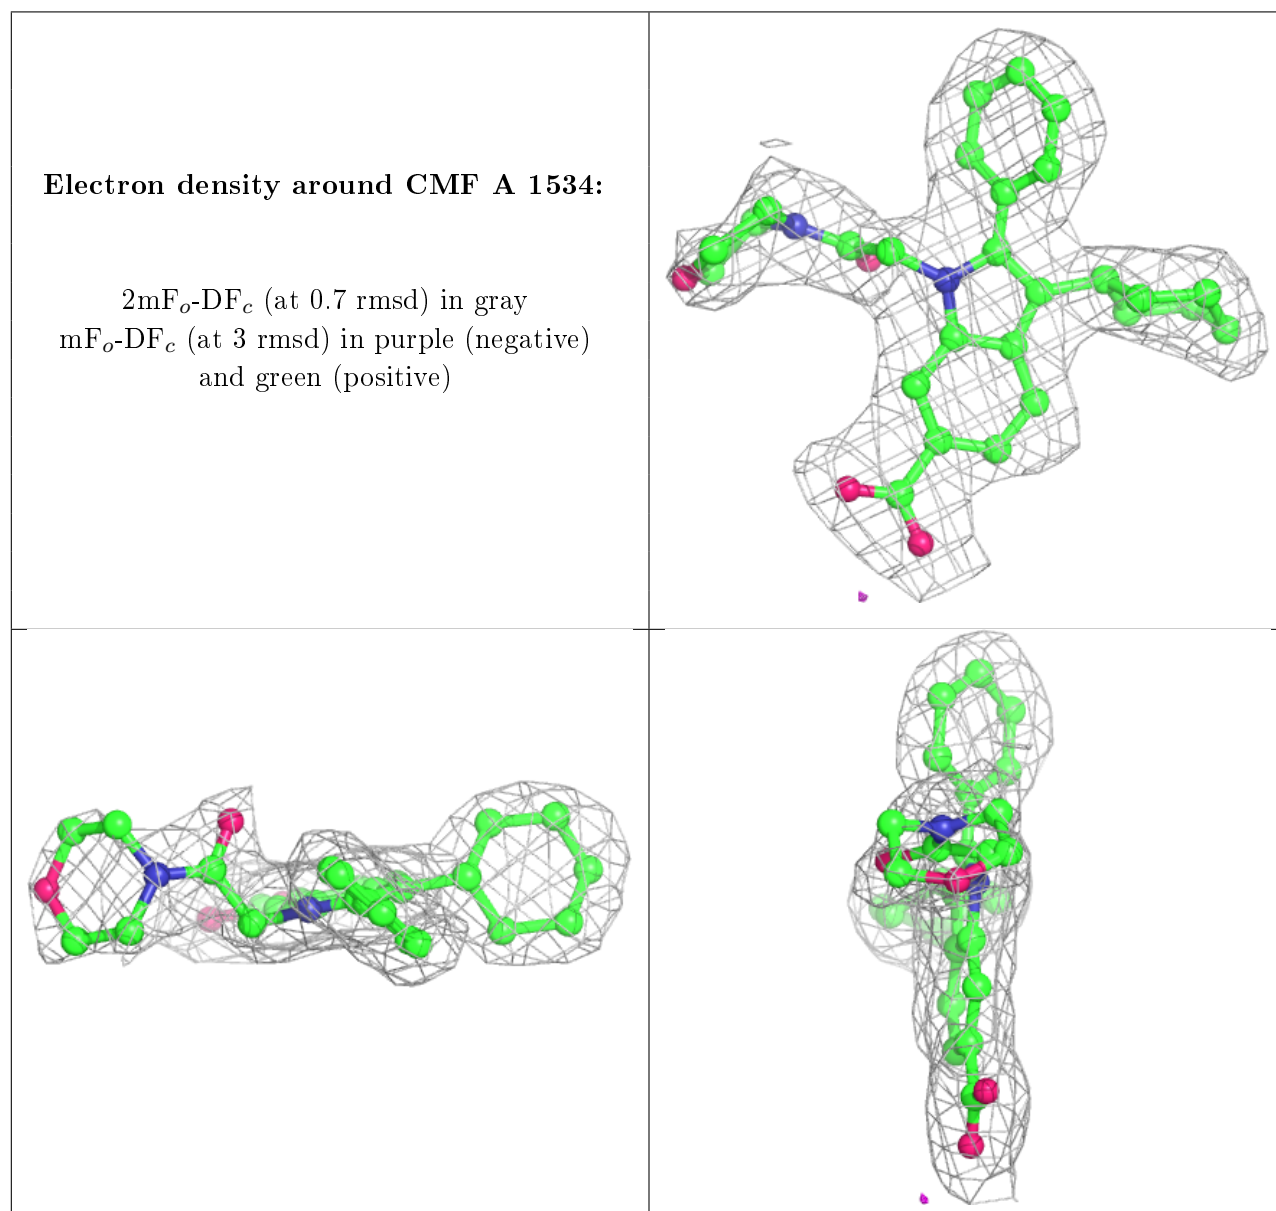 Electron density around CMF A 1534:
2mFₒ-DF𝒸 (at 0.7 rmsd) in gray
mFₒ-DF𝒸 (at 3 rmsd) in purple (negative)
and green (positive)